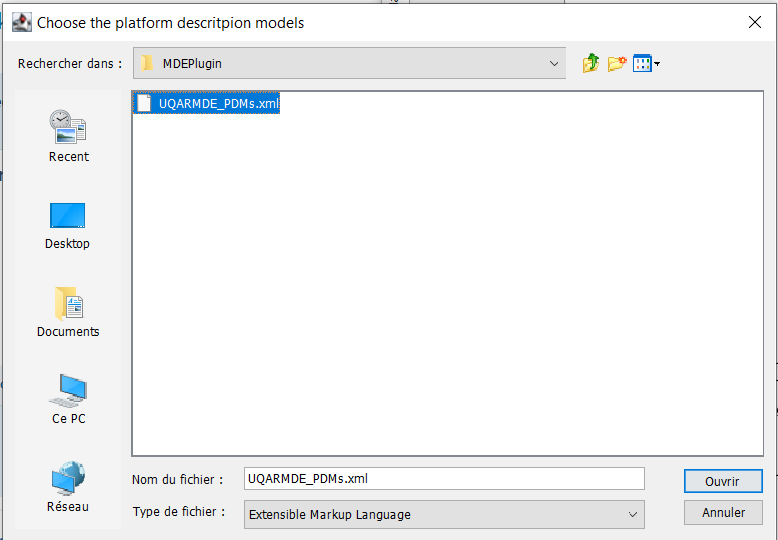 Choose the platform descritpion models
Rechercher dans :
MDEPlugin
UQARMDE_PDMs.xml
Recent
Desktop
Documents
Ce PC
Réseau
Nom du fichier :
UQARMDE_PDMs.xml
Ouvrir
Type de fichier :
Extensible Markup Language
Annuler